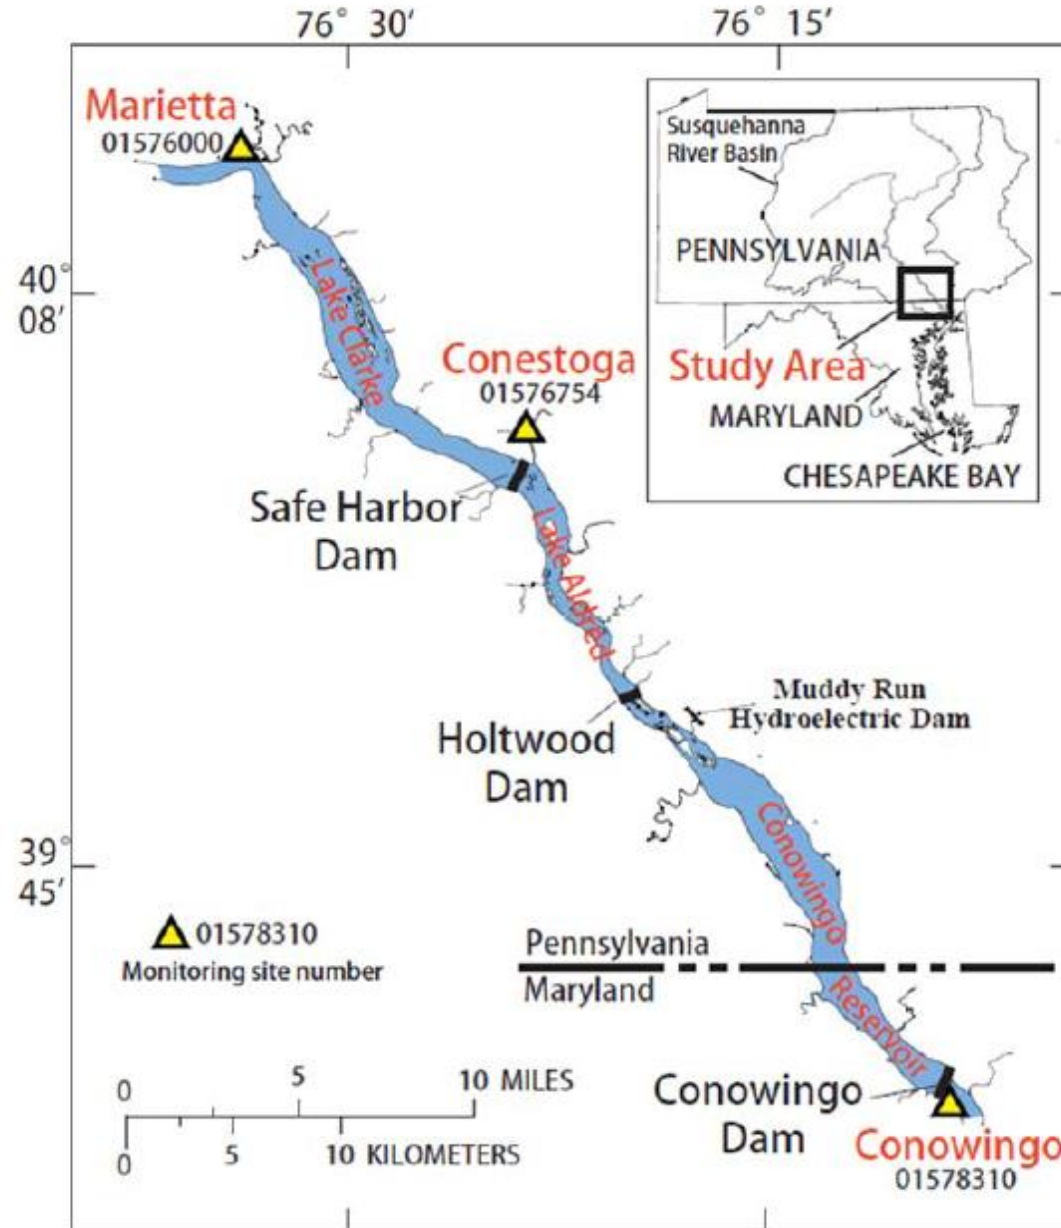 76° 30′
76° 15′
Marietta
01576000
Susquehanna
River Basin
PENNSYLVANIA
Study Area
MARYLAND
CHESAPEAKE BAY
40°
08′
Lake Clarke
Conestoga
01576754
Safe Harbor
Dam
Lake Aldred
Muddy Run
Hydroelectric Dam
Holtwood
Dam
39°
45′
Conowingo
Reservoir
01578310
Monitoring site number
Pennsylvania
Maryland
0 5 10 MILES
0 5 10 KILOMETERS
Conowingo
Dam
Conowingo
01578310